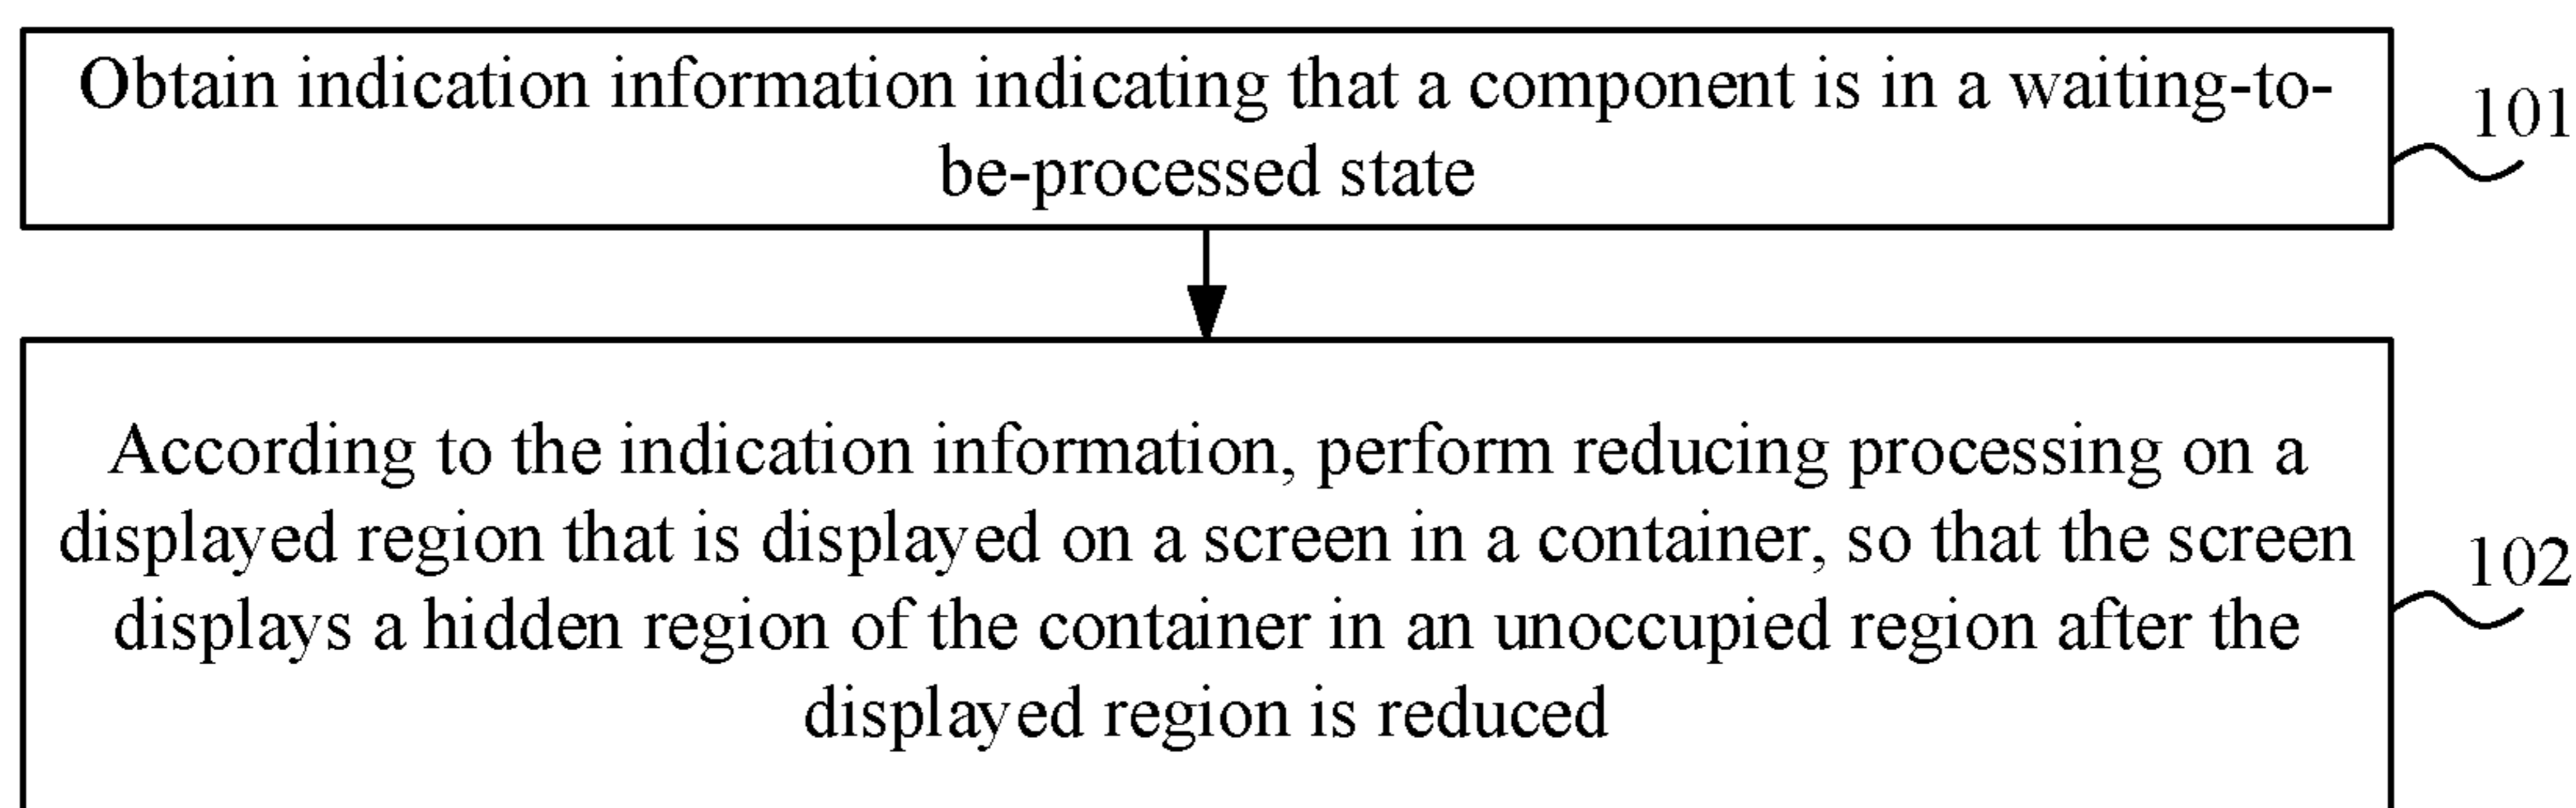 Obtain indication information indicating that a component is in a waiting-to-
be-processed state
101
According to the indication information, perform reducing processing on a
displayed region that is displayed on a screen in a container, so that the screen
displays a hidden region of the container in an unoccupied region after the
displayed region is reduced
102